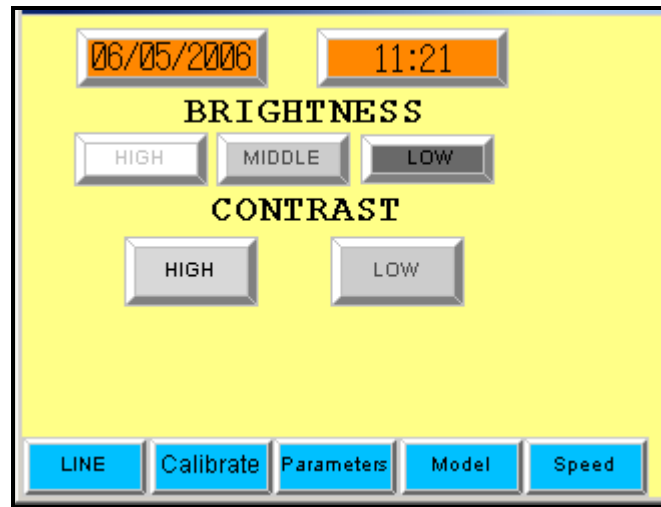 06/05/2006 11:21
BRIGHTNESS
HIGH MIDDLE LOW
CONTRAST
HIGH LOW
LINE Calibrate Parameters Model Speed